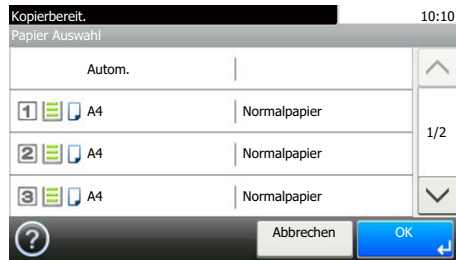 Kopierbereit. 10:10
Papier Auswahl
Autom.
1 A4 Normalpapier
1/2
2 A4 Normalpapier
3 A4 Normalpapier
? Abbrechen OK